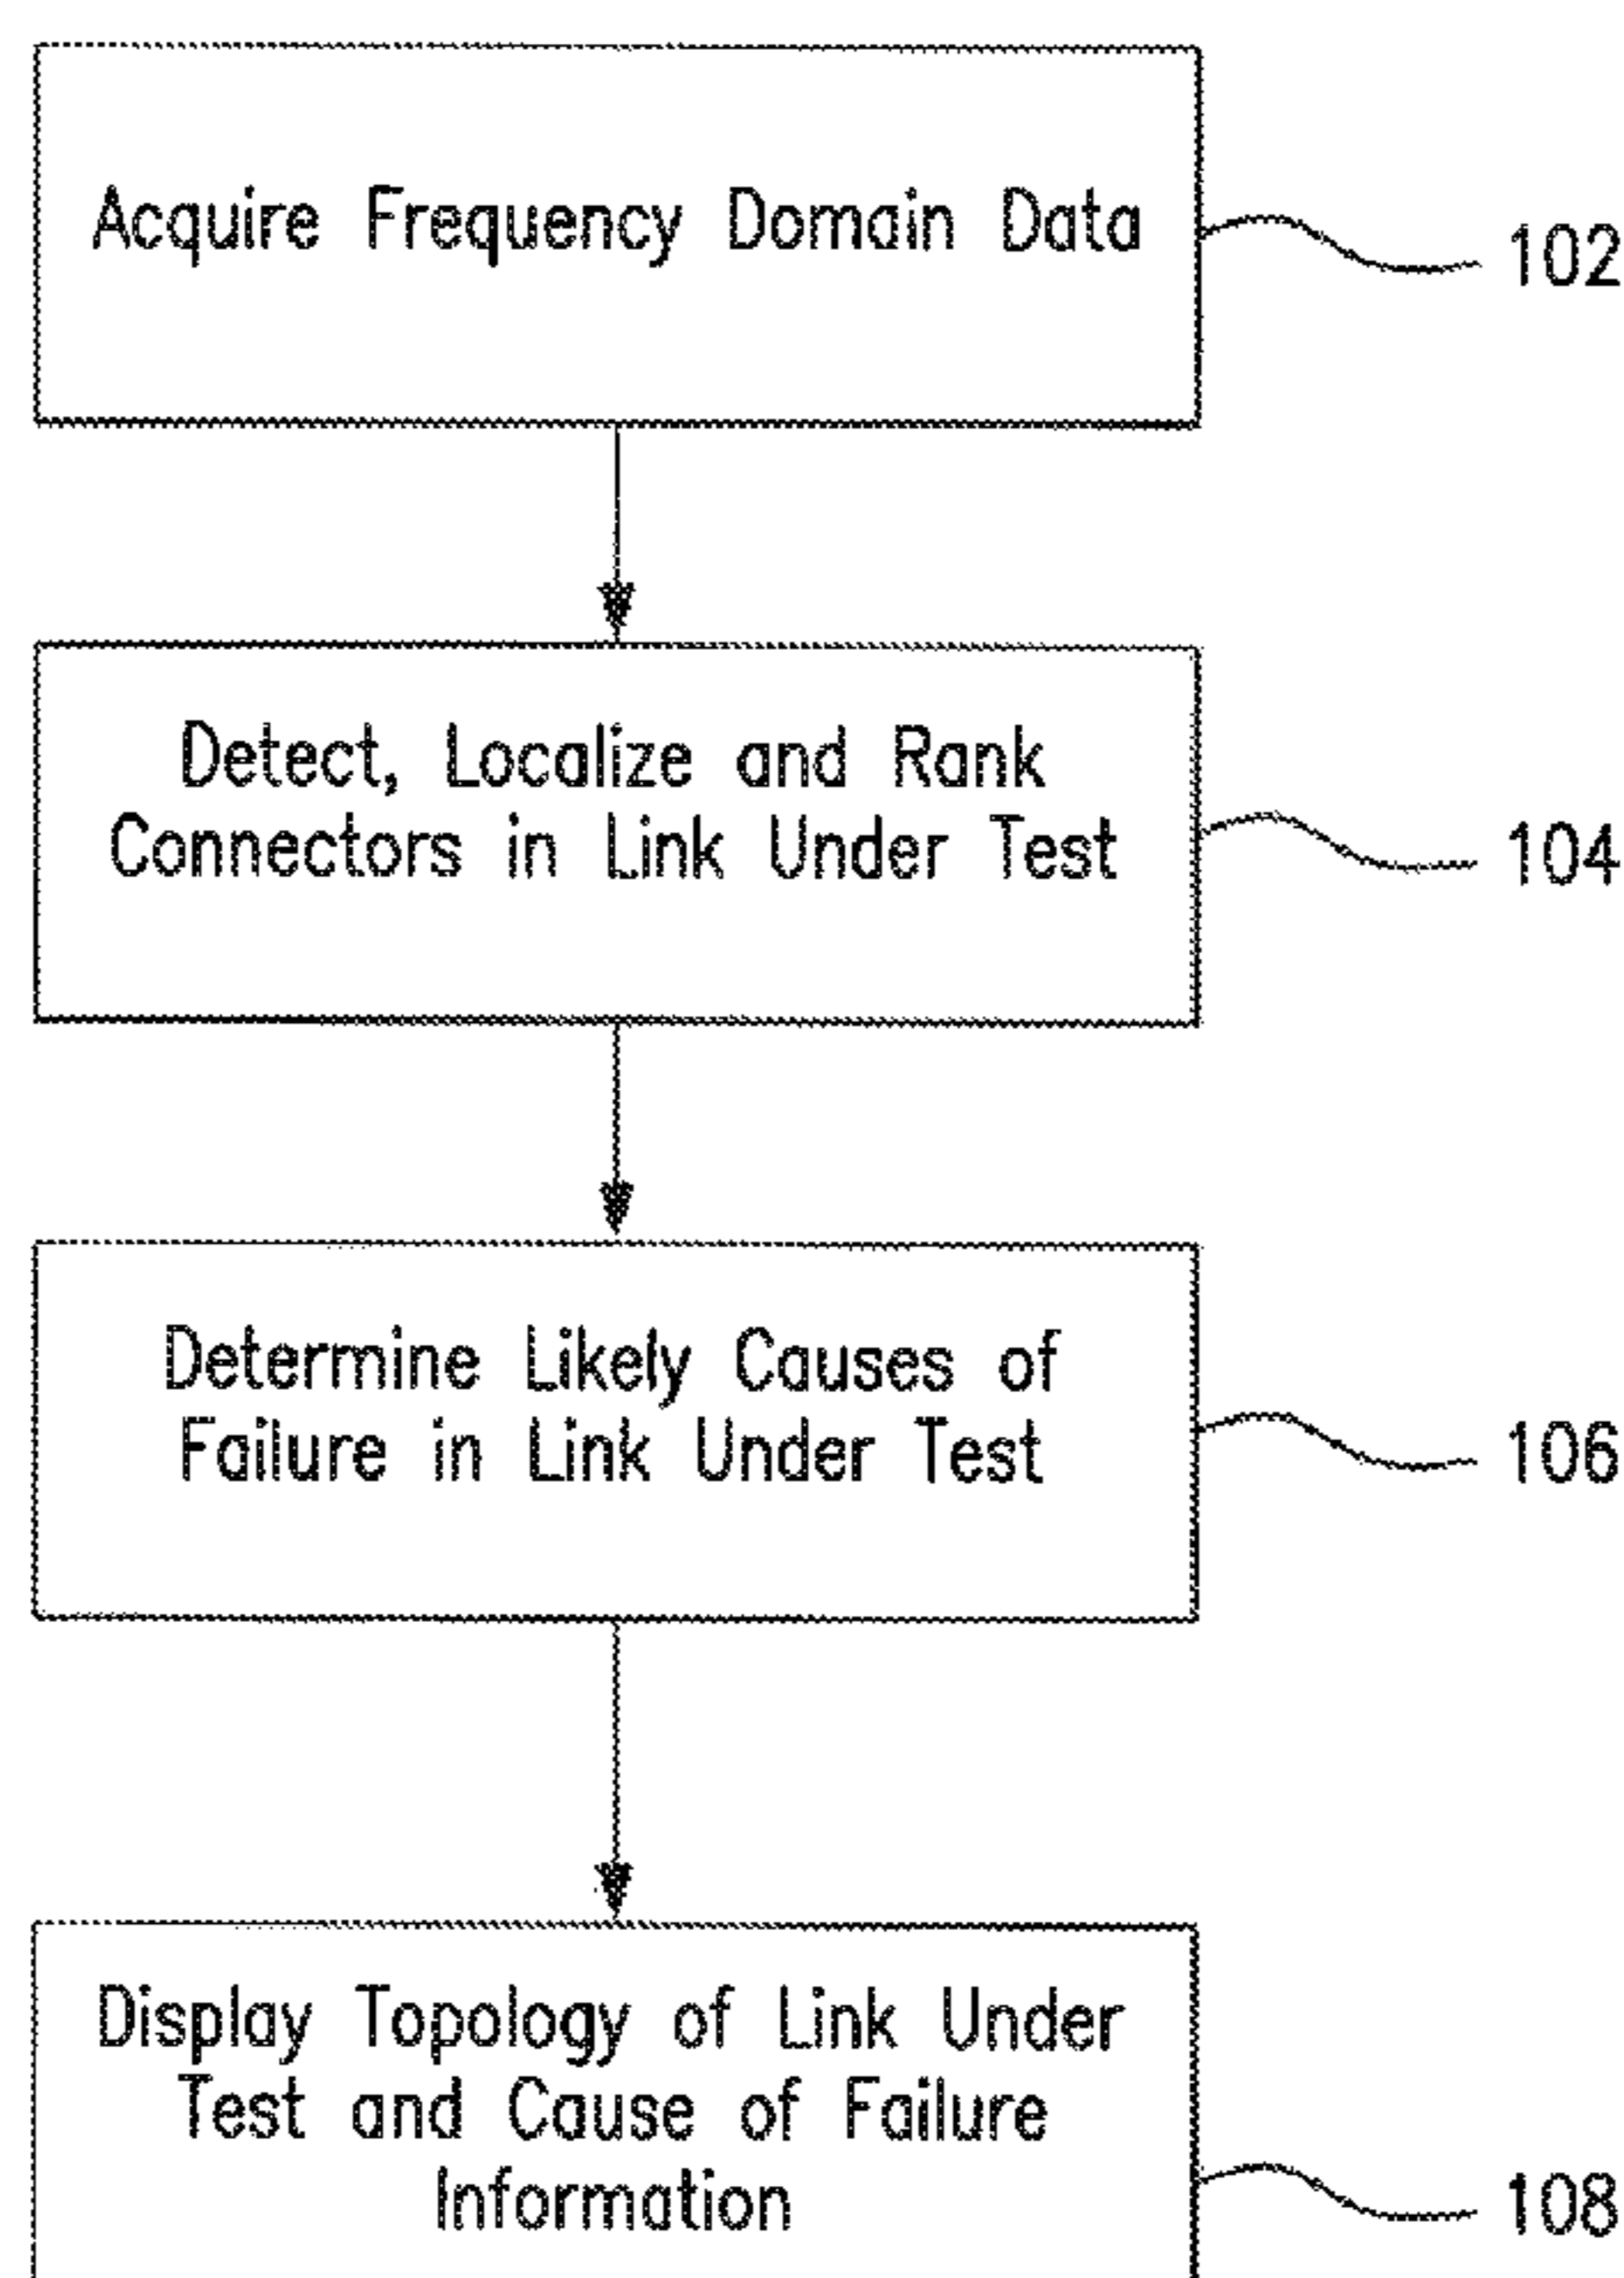 Acquire Frequency Domain Data
102
Detect, Localize and Rank
Connectors in Link Under Test
104
Determine Likely Causes of
Failure in Link Under Test
106
Display Topology of Link Under
Test and Cause of Failure
Information
108